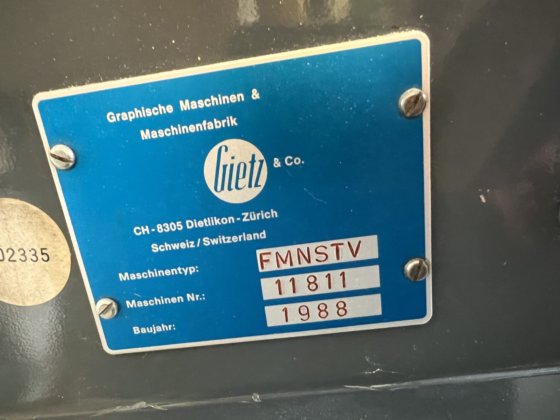 Graphische Maschinen &
Maschinenfabrik
Gietz & Co.
CH-8305 Dietlikon-Zürich
Schweiz/Switzerland
Maschinentyp: FMNSTV
Maschinen Nr.: 11811
Baujahr: 1988
02335